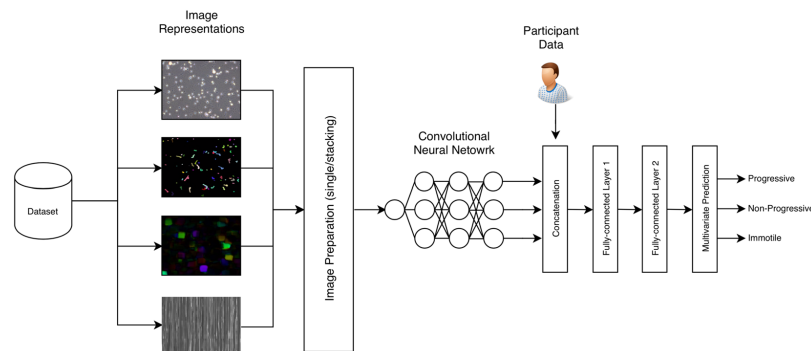 Image
Representations
Participant
Data
Dataset
Image Preparation (single/stacking)
Convolutional
Neural Netowrk
Concatenation
Fully-connected Layer 1
Fully-connected Layer 2
Multivariate Prediction
Progressive
Non-Progressive
Immotile